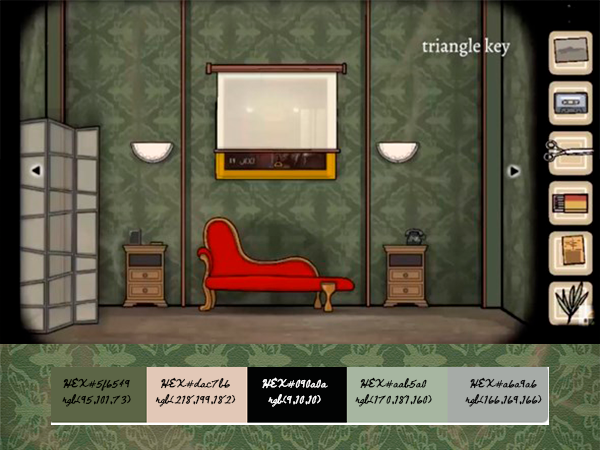 triangle key
HEX#5f6549
rgb(95,101,73)
HEX#dac7b6
rgb(218,199,182)
HEX#090a0a
rgb(9,10,10)
HEX#aab5a0
rgb(170,181,160)
HEX#a6a9a6
rgb(166,169,166)